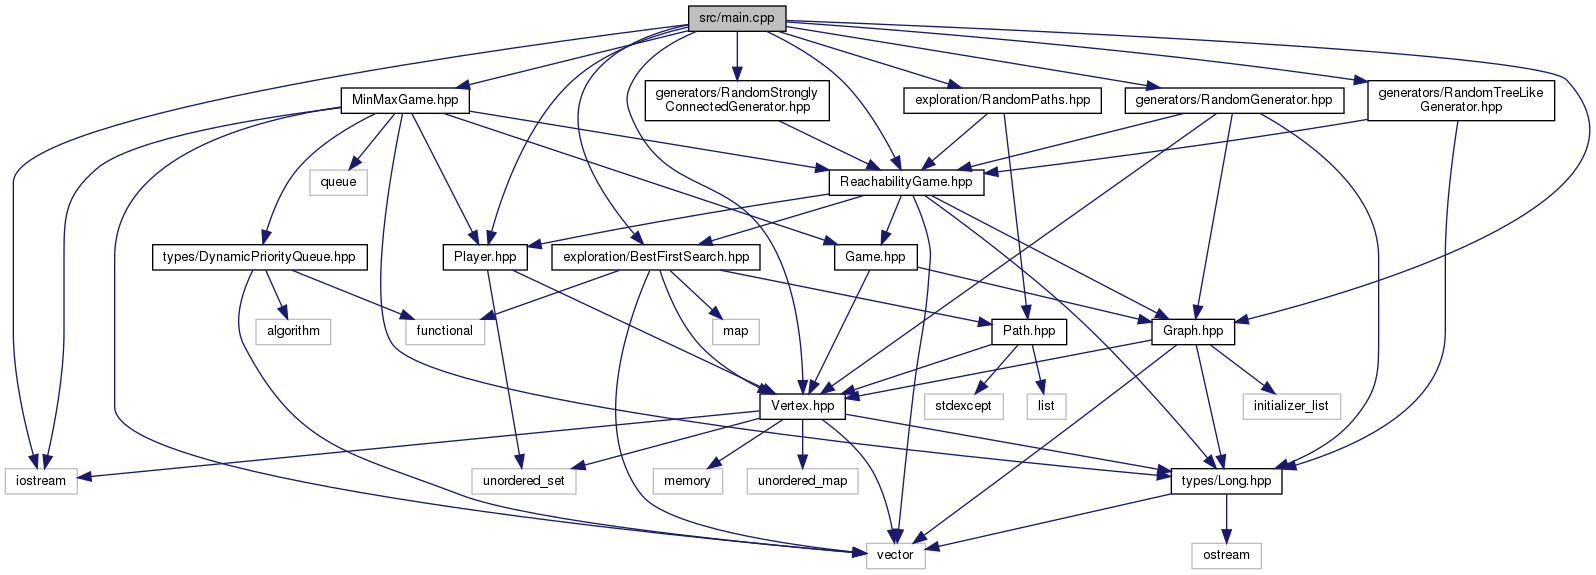 src/main.cpp
MinMaxGame.hpp
generators/RandomStrongly
ConnectedGenerator.hpp
exploration/RandomPaths.hpp
generators/RandomGenerator.hpp
generators/RandomTreeLike
Generator.hpp
queue
ReachabilityGame.hpp
types/DynamicPriorityQueue.hpp
Player.hpp
exploration/BestFirstSearch.hpp
Game.hpp
algorithm
functional
map
Path.hpp
Graph.hpp
Vertex.hpp
stdexcept
list
initializer_list
iostream
unordered_set
memory
unordered_map
types/Long.hpp
vector
ostream